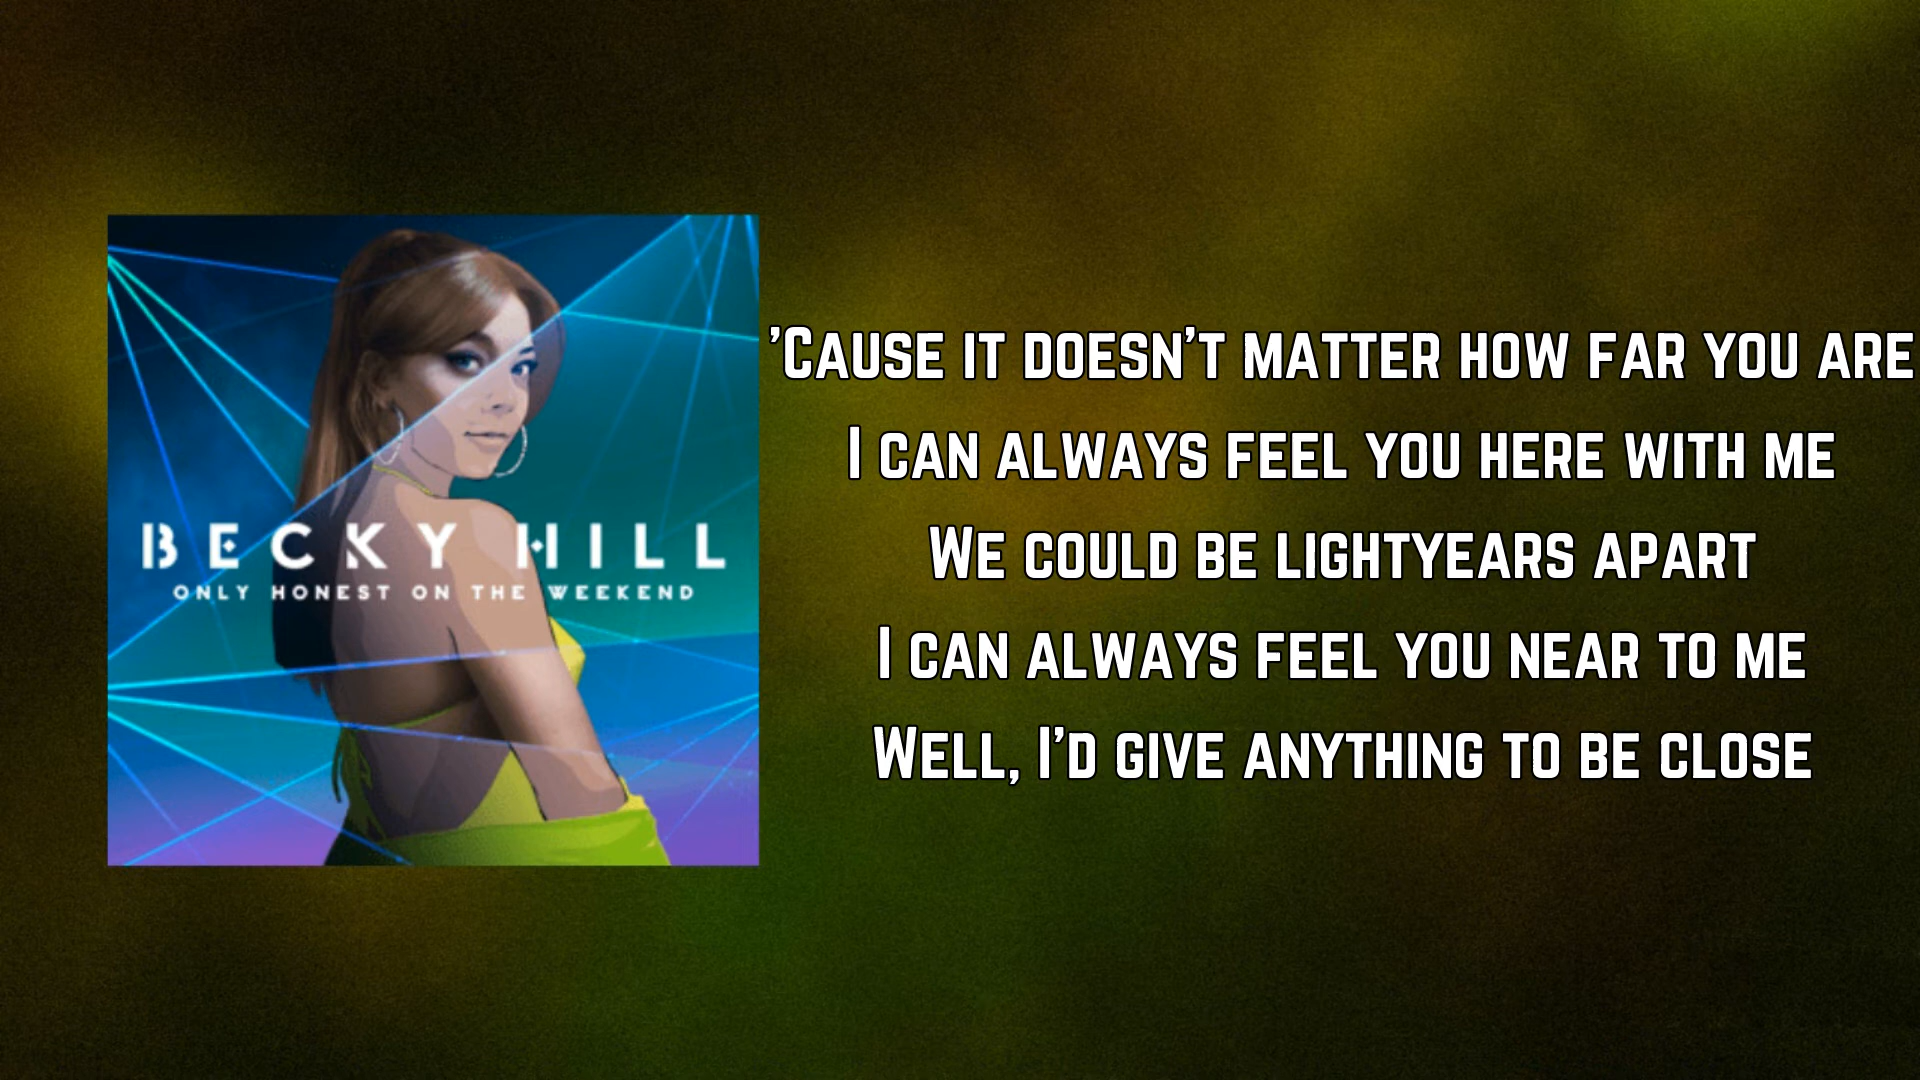 BECKY HILL
ONLY HONEST ON THE WEEKEND
'Cause it doesn't matter how far you are
I can always feel you here with me
We could be lightyears apart
I can always feel you near to me
Well, I'd give anything to be close